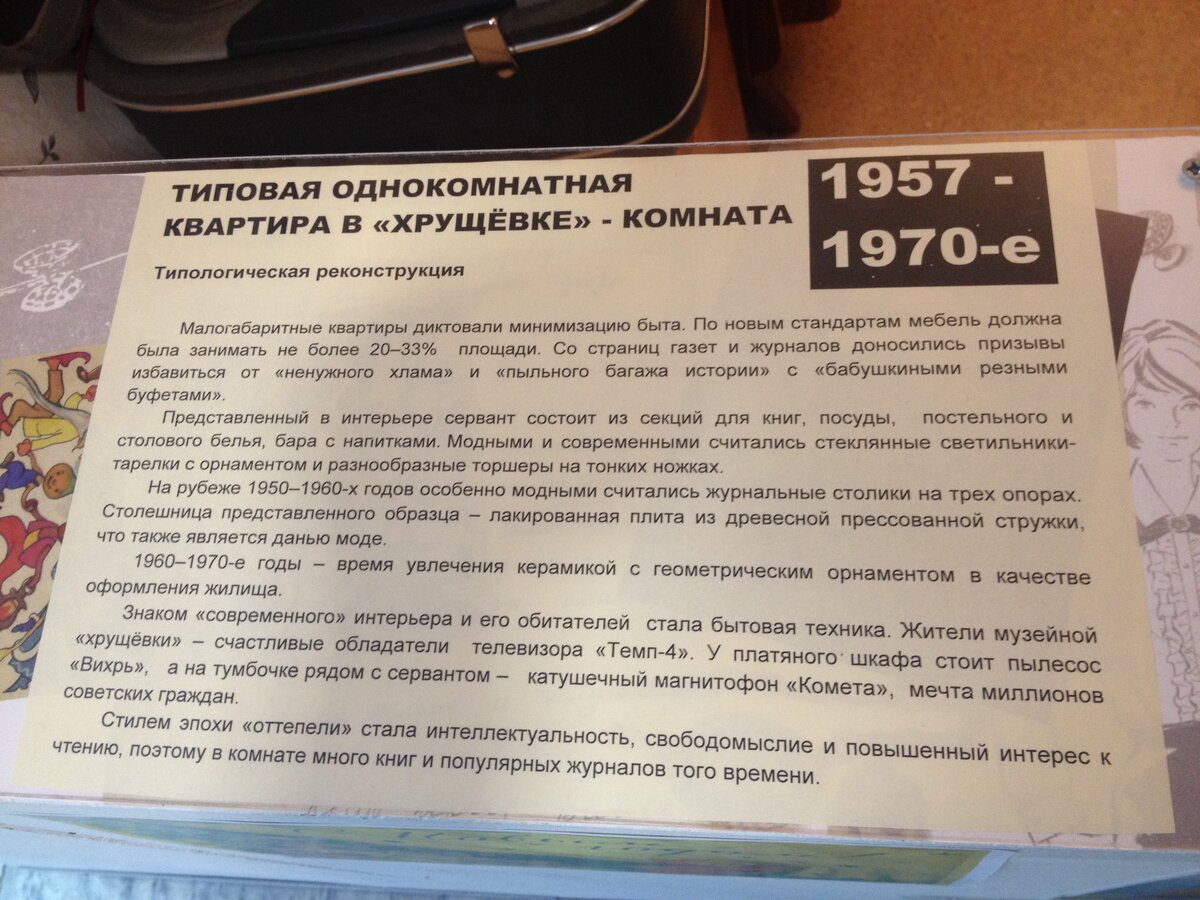 ТИПОВАЯ ОДНОКОМНАТНАЯ
КВАРТИРА В «ХРУЩЁВКЕ» - КОМНАТА
1957 -
1970-е
Типологическая реконструкция
Малогабаритные квартиры диктовали минимизацию быта. По новым стандартам мебель должна
была занимать не более 20–33% площади. Со страниц газет и журналов доносились призывы
избавиться от «ненужного хлама» и «пыльного багажа истории» с «бабушкиными резными
буфетами».
Представленный в интерьере сервант состоит из секций для книг, посуды, постельного и
столового белья, бара с напитками. Модными и современными считались стеклянные светильники-
тарелки с орнаментом и разнообразные торшеры на тонких ножках.
На рубеже 1950–1960-х годов особенно модными считались журнальные столики на трех опорах.
Столешница представленного образца – лакированная плита из древесной прессованной стружки,
что также является данью моде.
1960–1970-е годы – время увлечения керамикой с геометрическим орнаментом в качестве
оформления жилища.
Знаком «современного» интерьера и его обитателей стала бытовая техника. Жители музейной
«хрущёвки» – счастливые обладатели телевизора «Темп-4». У платяного шкафа стоит пылесос
«Вихрь», а на тумбочке рядом с сервантом – катушечный магнитофон «Комета», мечта миллионов
советских граждан.
Стилем эпохи «оттепели» стала интеллектуальность, свободомыслие и повышенный интерес к
чтению, поэтому в комнате много книг и популярных журналов того времени.